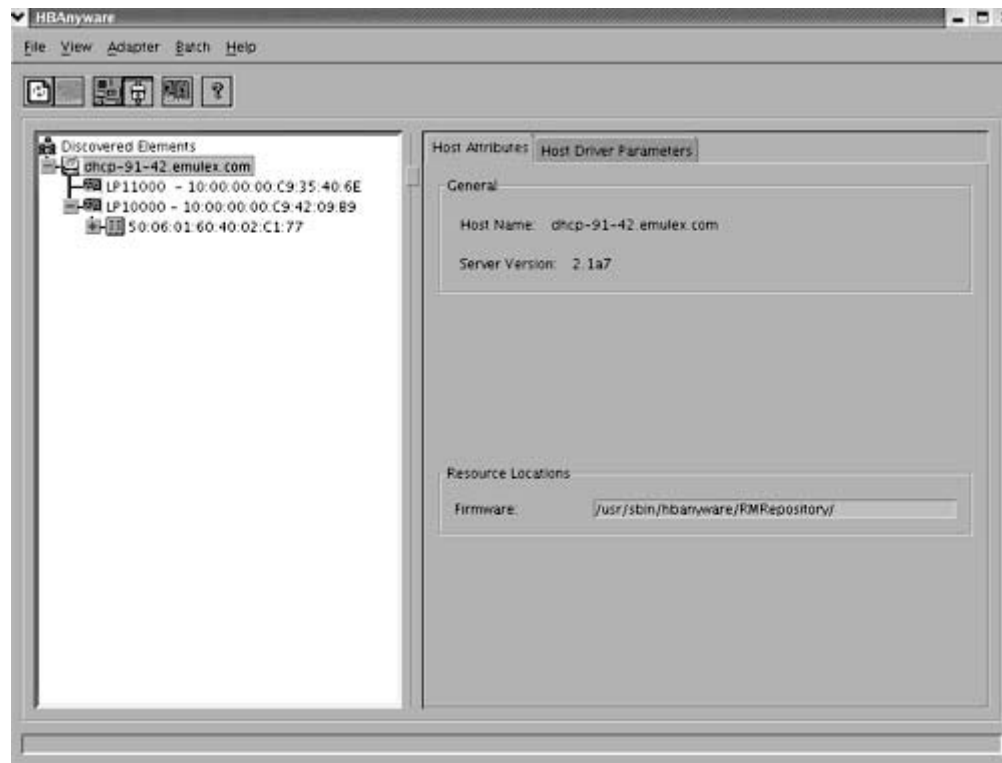 HBAnyware
File View Adapter Batch Help
Discovered Elements
dhcp-91-42.emulex.com
LP11000 - 10:00:00:00:C9:35:40:6E
LP10000 - 10:00:00:00:C9:42:09:B9
50:06:01:60:40:02:C1:77
Host Attributes Host Driver Parameters
General
Host Name: dhcp-91-42.emulex.com
Server Version: 2.1a7
Resource Locations
Firmware: /usr/sbin/hbanyware/RMRepository/